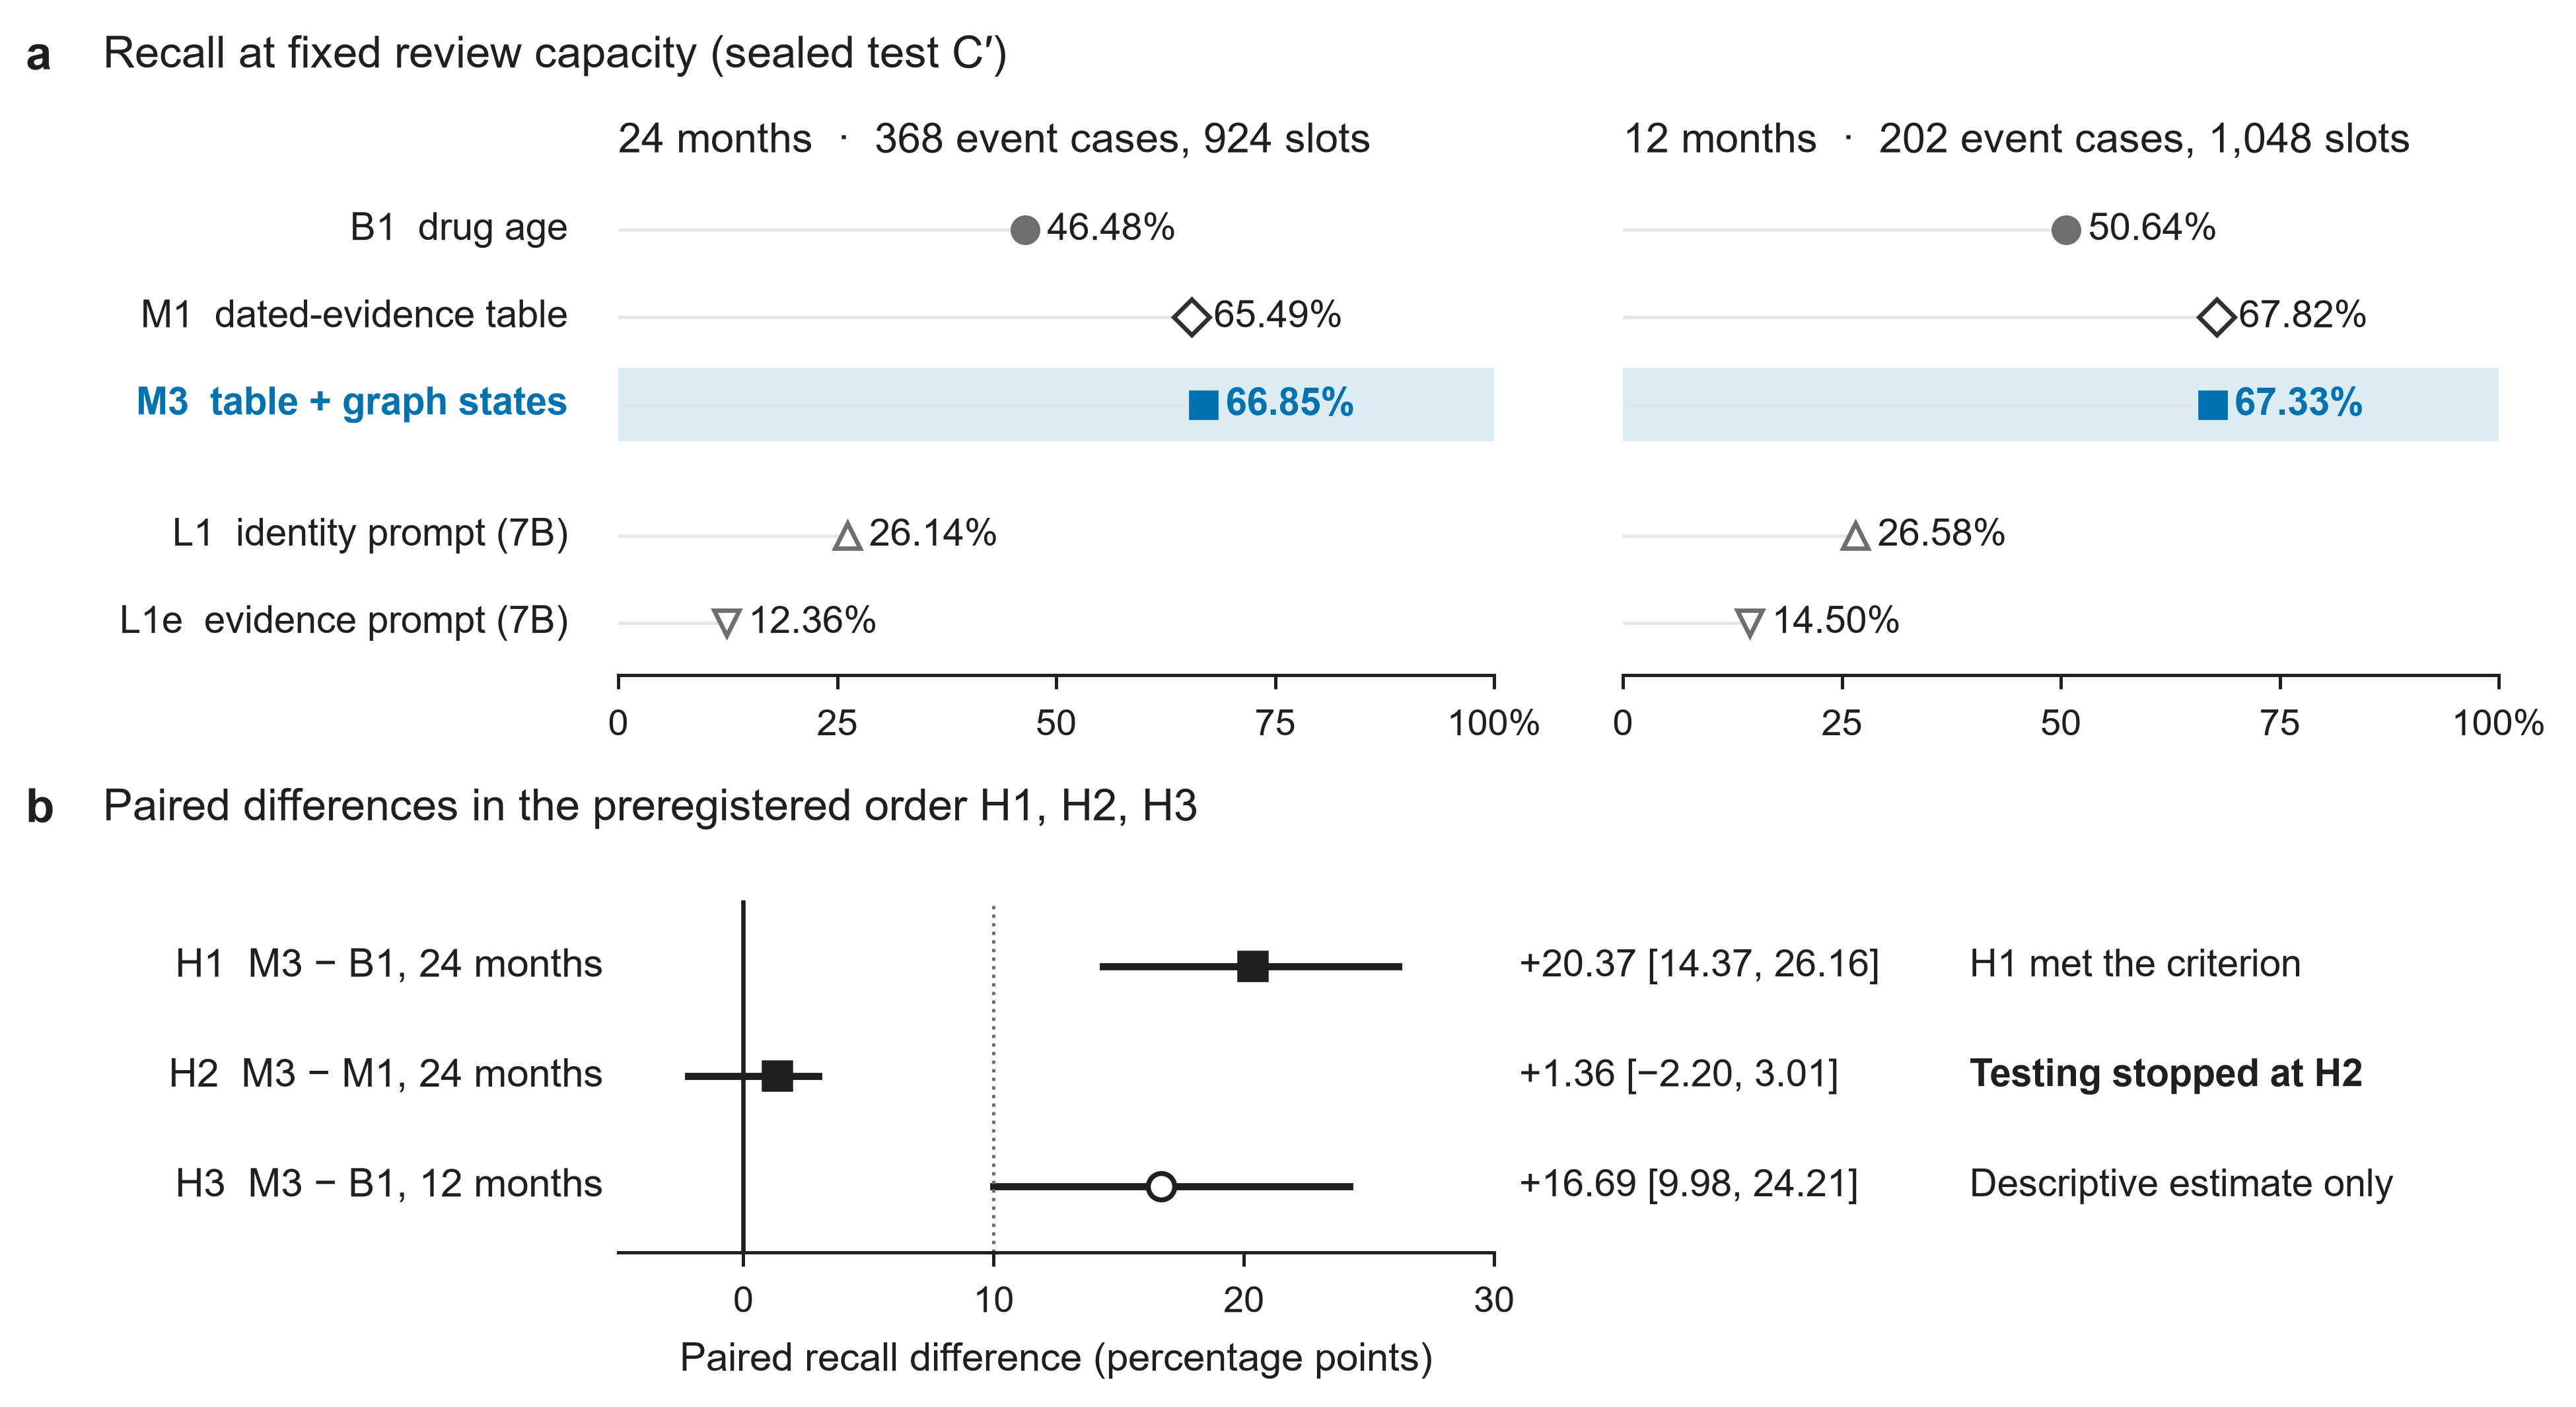 a Recall at fixed review capacity (sealed test C′)
24 months · 368 event cases, 924 slots
12 months · 202 event cases, 1,048 slots
B1 drug age 46.48% 50.64%
M1 dated-evidence table 65.49% 67.82%
M3 table + graph states 66.85% 67.33%
L1 identity prompt (7B) 26.14% 26.58%
L1e evidence prompt (7B) 12.36% 14.50%
0 25 50 75 100% 0 25 50 75 100%
b Paired differences in the preregistered order H1, H2, H3
H1 M3 − B1, 24 months +20.37 [14.37, 26.16] H1 met the criterion
H2 M3 − M1, 24 months +1.36 [−2.20, 3.01] Testing stopped at H2
H3 M3 − B1, 12 months +16.69 [9.98, 24.21] Descriptive estimate only
0 10 20 30
Paired recall difference (percentage points)